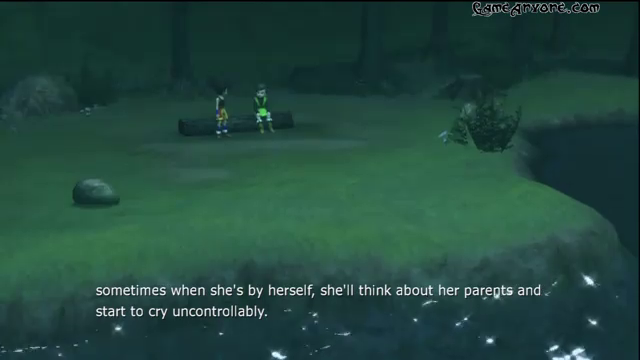 GameAnyone.com
sometimes when she's by herself, she'll think about her parents and
start to cry uncontrollably.